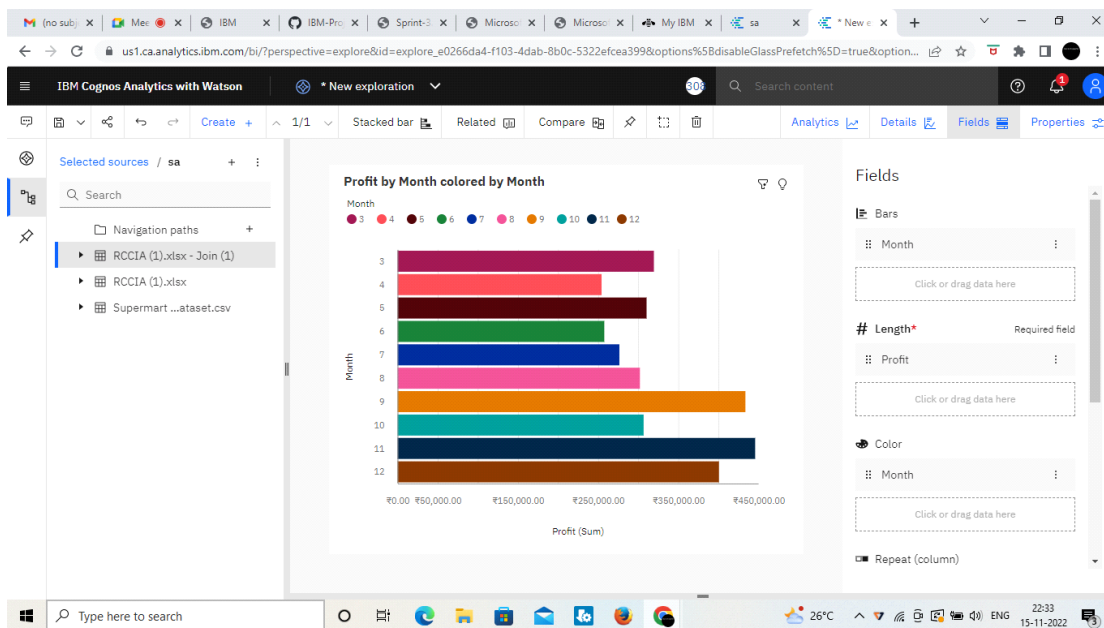 (no subj
Mee
IBM
IBM-Pro
Sprint-3
Microso
Microso
My IBM
sa
* New e
us1.ca.analytics.ibm.com/bi/?perspective=explore&id=explore_e0266da4-f103-4dab-8b0c-5322efcea399&options%5BdisableGlassPrefetch%5D=true&option...
IBM Cognos Analytics with Watson
* New exploration
308
Search content
1
Create +
1/1
Stacked bar
Related
Compare
Analytics
Details
Fields
Properties
Selected sources / sa
Search
Navigation paths
RCCIA (1).xlsx - Join (1)
RCCIA (1).xlsx
Supermart ...ataset.csv
Profit by Month colored by Month
Month
3 4 5 6 7 8 9 10 11 12
Month
3
4
5
6
7
8
9
10
11
12
₹0.00 ₹50,000.00 ₹150,000.00 ₹250,000.00 ₹350,000.00 ₹450,000.00
Profit (Sum)
Fields
Bars
Month
Click or drag data here
# Length* Required field
Profit
Click or drag data here
Color
Month
Click or drag data here
Repeat (column)
Type here to search
26°C
ENG
22:33
15-11-2022
3